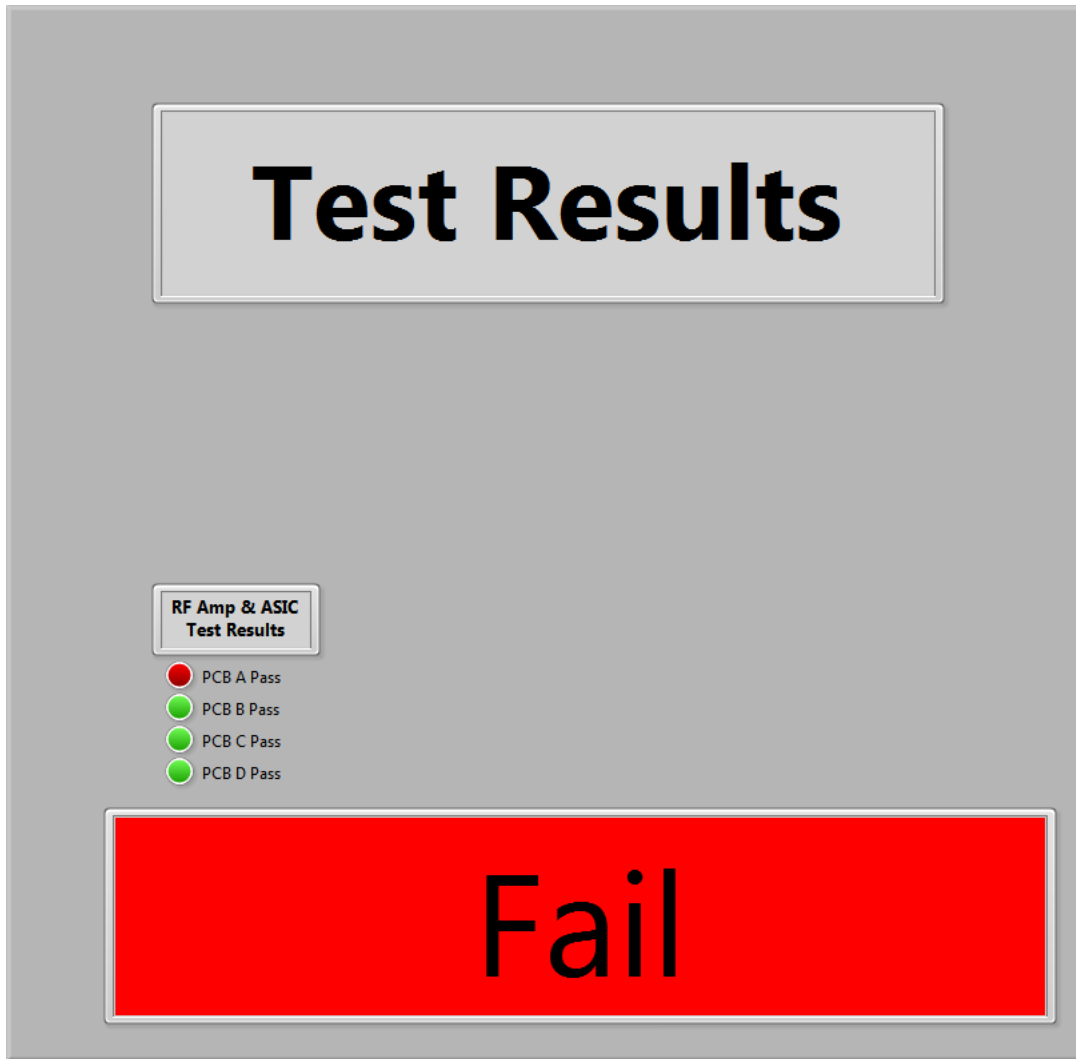 Test Results
RF Amp & ASIC
Test Results
PCB A Pass
PCB B Pass
PCB C Pass
PCB D Pass
Fail